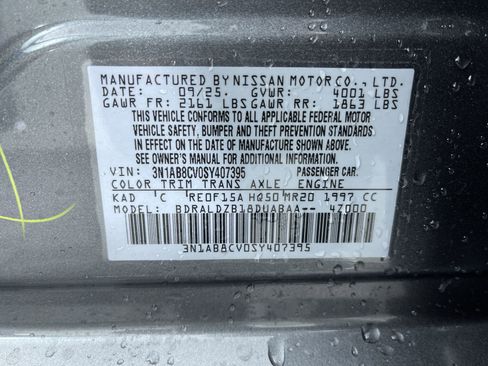 MANUFACTURED BY NISSAN MOTOR CO., LTD.
DATE: 09/25. GVWR: 4001 LBS
GAWR FR: 2161 LBS GAWR RR: 1863 LBS
THIS VEHICLE CONFORMS TO ALL APPLICABLE FEDERAL MOTOR
VEHICLE SAFETY, BUMPER AND THEFT PREVENTION STANDARDS
IN EFFECT ON THE DATE OF MANUFACTURE SHOWN ABOVE.
SEE OWNER'S MANUAL FOR ADDITIONAL INFORMATION.
VIN: 3N1AB8CV0SY407395 PASSENGER CAR.
COLOR TRIM TRANS AXLE ENGINE
KAD C RE0F15A HQ50 MR20 1997 CC
MODEL: BDRALDZB18DUABAA-- 4Z000
3N1AB8CV0SY407395